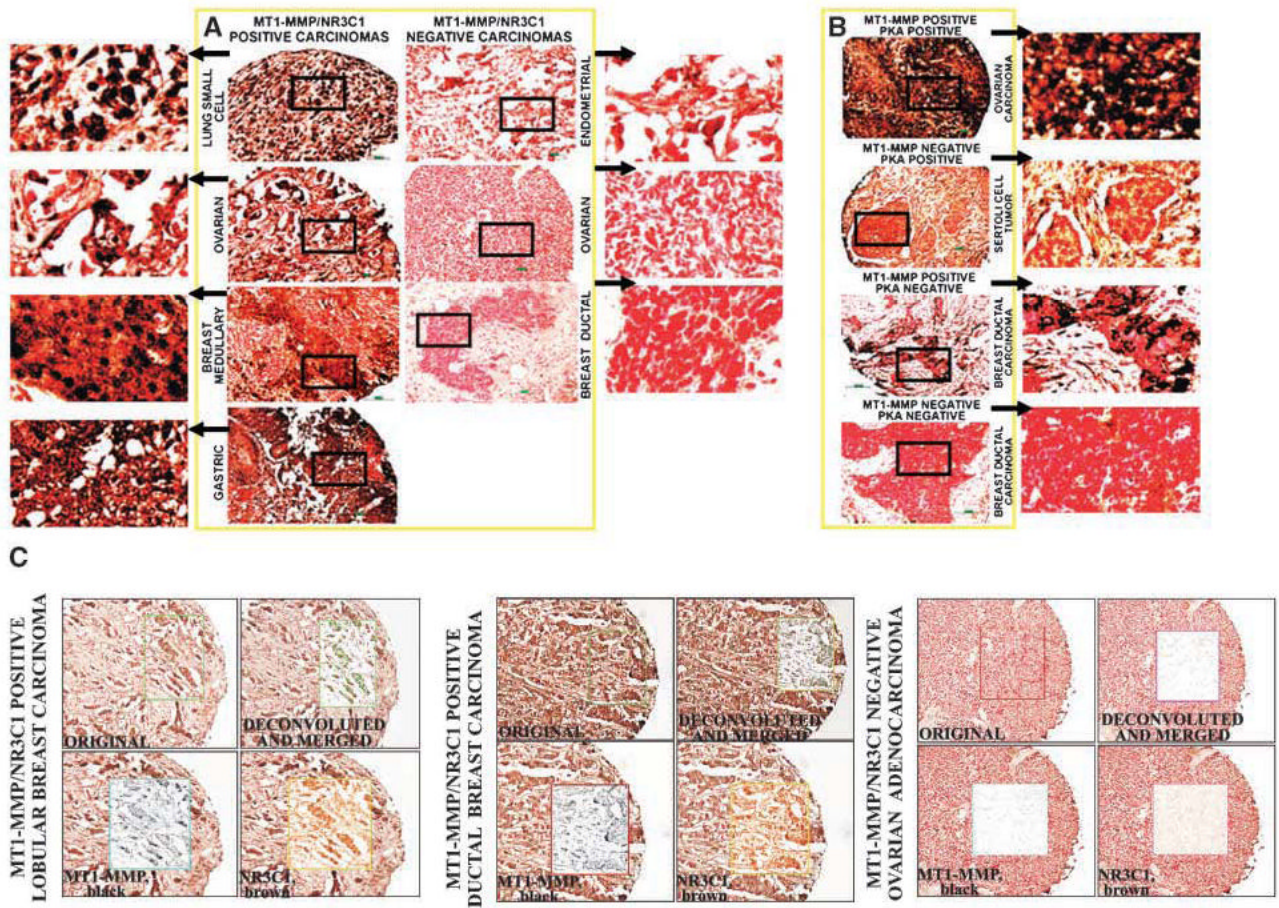 A
MT1-MMP/NR3C1
POSITIVE CARCINOMAS
MT1-MMP/NR3C1
NEGATIVE CARCINOMAS
LUNG SMALL
CELL
OVARIAN
BREAST
MEDULLARY
GASTRIC
ENDOMETRIAL
OVARIAN
BREAST DUCTAL
B
MT1-MMP POSITIVE
PKA POSITIVE
OVARIAN
CARCINOMA
MT1-MMP NEGATIVE
PKA POSITIVE
SERTOLI CELL
TUMOR
MT1-MMP POSITIVE
PKA NEGATIVE
BREAST DUCTAL
CARCINOMA
MT1-MMP NEGATIVE
PKA NEGATIVE
BREAST DUCTAL
CARCINOMA
C
MT1-MMP/NR3C1 POSITIVE
LOBULAR BREAST CARCINOMA
ORIGINAL
DECONVOLUTED
AND MERGED
MT1-MMP,
black
NR3C1,
brown
MT1-MMP/NR3C1 POSITIVE
DUCTAL BREAST CARCINOMA
ORIGINAL
DECONVOLUTED
AND MERGED
MT1-MMP,
black
NR3C1,
brown
MT1-MMP/NR3C1 NEGATIVE
OVARIAN ADENOCARCINOMA
ORIGINAL
DECONVOLUTED
AND MERGED
MT1-MMP,
black
NR3C1,
brown